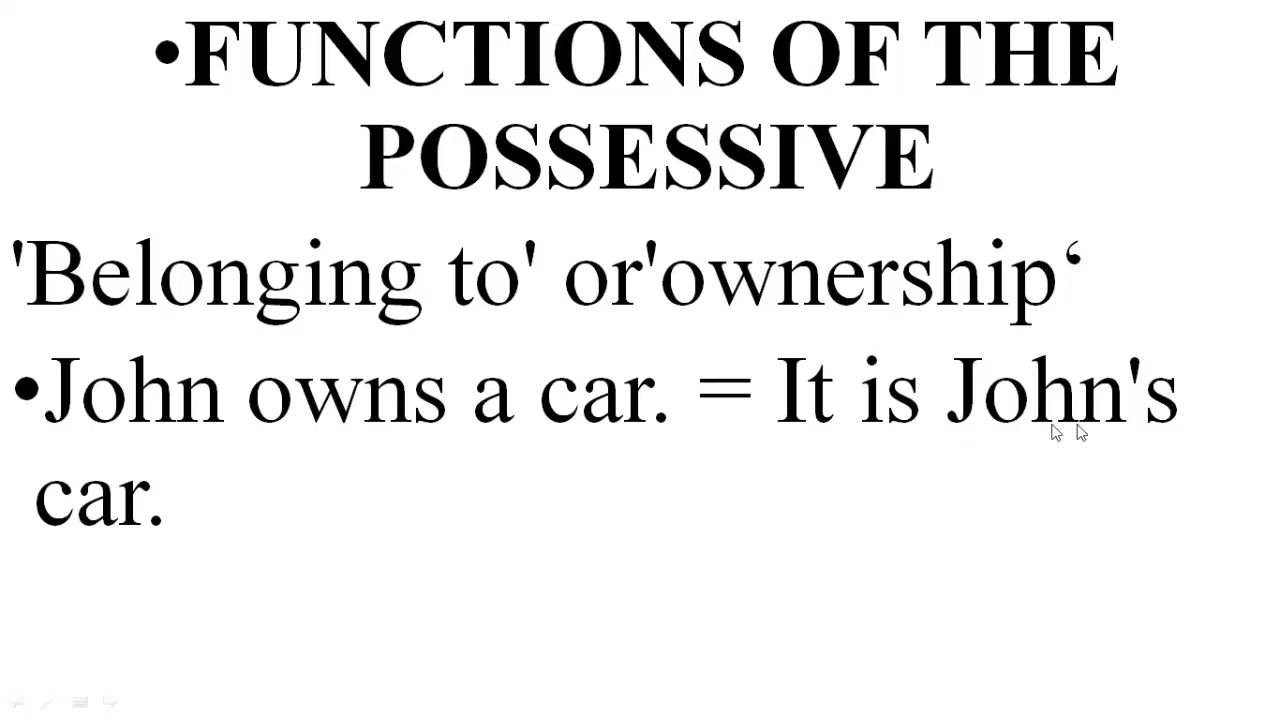 •FUNCTIONS OF THE
POSSESSIVE
'Belonging to' or'ownership‘
•John owns a car. = It is John's
car.